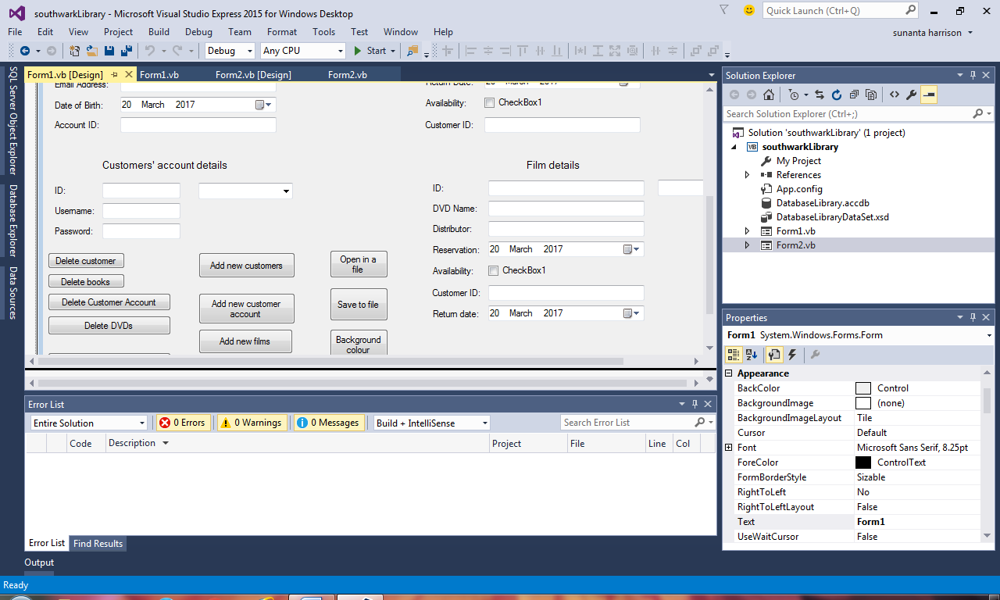 southwarkLibrary - Microsoft Visual Studio Express 2015 for Windows Desktop
Quick Launch (Ctrl+Q)
File Edit View Project Build Debug Team Format Tools Test Window Help
sunanta harrison
Debug Any CPU Start
SQL Server Object Explorer
Database Explorer
Data Sources
Form1.vb [Design] Form1.vb Form2.vb [Design] Form2.vb
Email Address:
Date of Birth: 20 March 2017
Account ID:
Return Date: 20 March 2017
Availability: CheckBox1
Customer ID:
Customers' account details
ID:
Username:
Password:
Film details
ID:
DVD Name:
Distributor:
Reservation: 20 March 2017
Availability: CheckBox1
Customer ID:
Return date: 20 March 2017
Delete customer
Delete books
Delete Customer Account
Delete DVDs
Add new customers
Add new customer
account
Add new films
Open in a
file
Save to file
Background
colour
Error List
Entire Solution 0 Errors 0 Warnings 0 Messages Build + IntelliSense Search Error List
Code Description Project File Line Col
Error List Find Results
Output
Ready
Solution Explorer
Search Solution Explorer (Ctrl+;)
Solution 'southwarkLibrary' (1 project)
VB southwarkLibrary
My Project
References
App.config
DatabaseLibrary.accdb
DatabaseLibraryDataSet.xsd
Form1.vb
Form2.vb
Properties
Form1 System.Windows.Forms.Form
Appearance
BackColor Control
BackgroundImage (none)
BackgroundImageLayout Tile
Cursor Default
Font Microsoft Sans Serif, 8.25pt
ForeColor ControlText
FormBorderStyle Sizable
RightToLeft No
RightToLeftLayout False
Text Form1
UseWaitCursor False